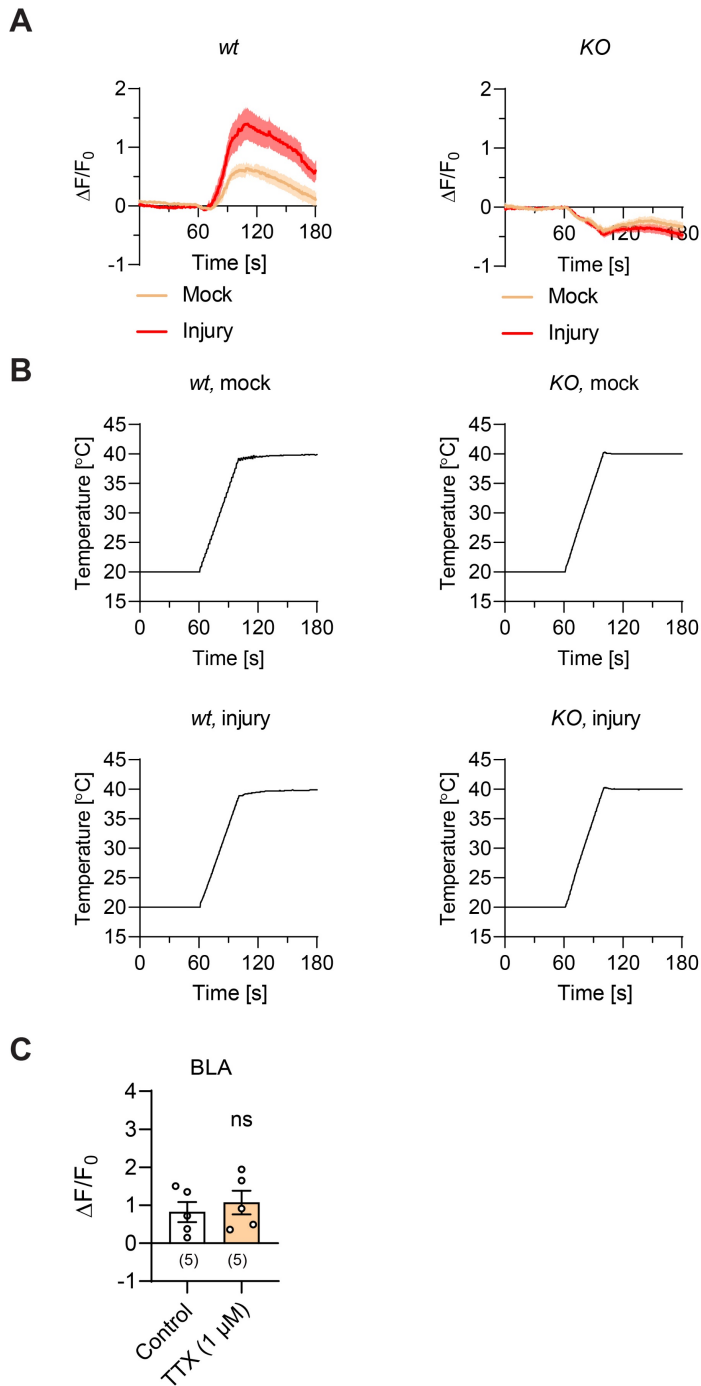 A
wt
KO
2
1
0
-1
ΔF/F0
60
120
180
Time [s]
Mock
Injury
2
1
0
-1
ΔF/F0
60
120
180
Time [s]
Mock
Injury
B
wt, mock
KO, mock
45
40
35
30
25
20
15
Temperature [°C]
0 60 120 180
Time [s]
45
40
35
30
25
20
15
Temperature [°C]
0 60 120 180
Time [s]
wt, injury
KO, injury
45
40
35
30
25
20
15
Temperature [°C]
0 60 120 180
Time [s]
45
40
35
30
25
20
15
Temperature [°C]
0 60 120 180
Time [s]
C
BLA
4
3
2
1
0
-1
ΔF/F0
ns
(5) (5)
Control
TTX (1 µM)